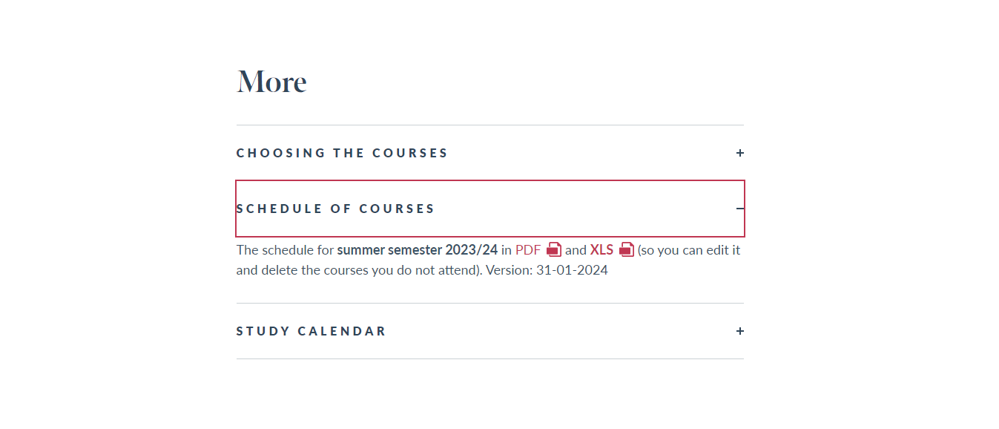 More
CHOOSING THE COURSES
SCHEDULE OF COURSES
The schedule for summer semester 2023/24 in PDF and XLS (so you can edit it
and delete the courses you do not attend). Version: 31-01-2024
STUDY CALENDAR